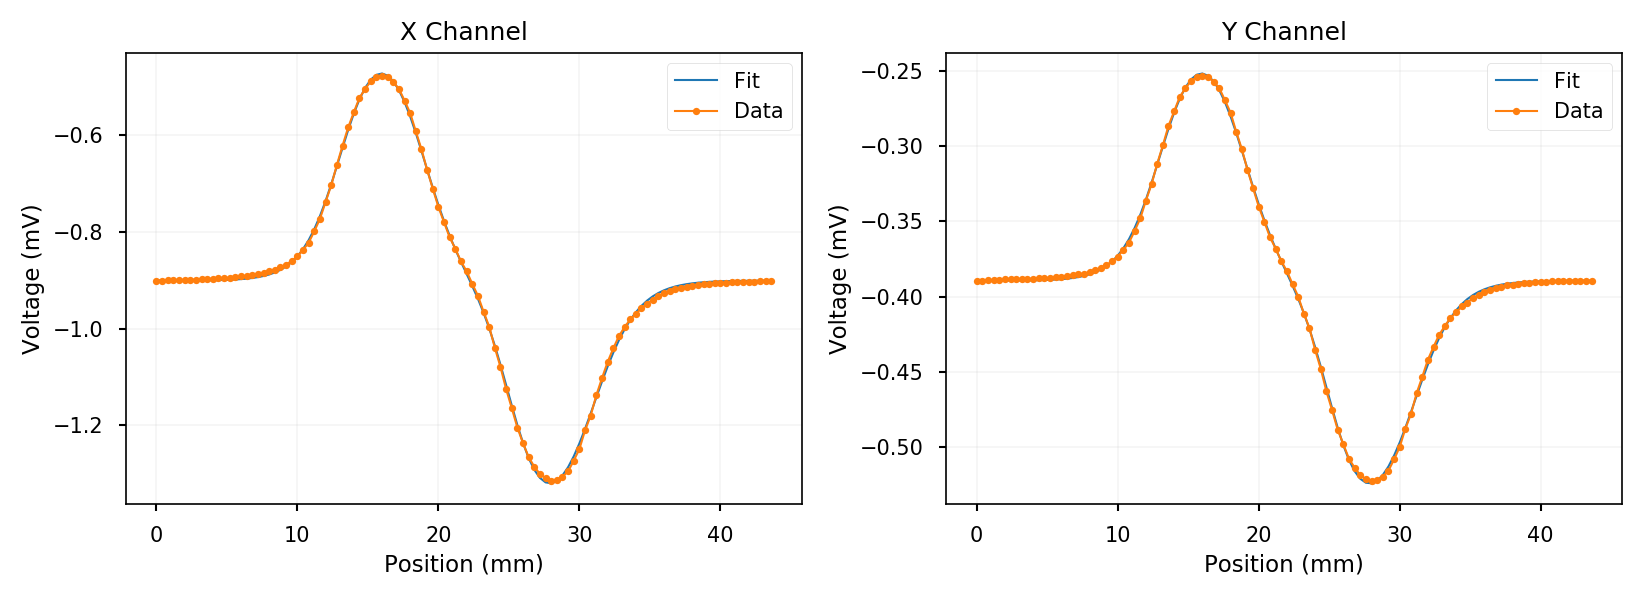 X Channel
Fit
Data
−0.6
−0.8
−1.0
−1.2
Voltage (mV)
0
10
20
30
40
Position (mm)
Y Channel
Fit
Data
−0.25
−0.30
−0.35
−0.40
−0.45
−0.50
Voltage (mV)
0
10
20
30
40
Position (mm)